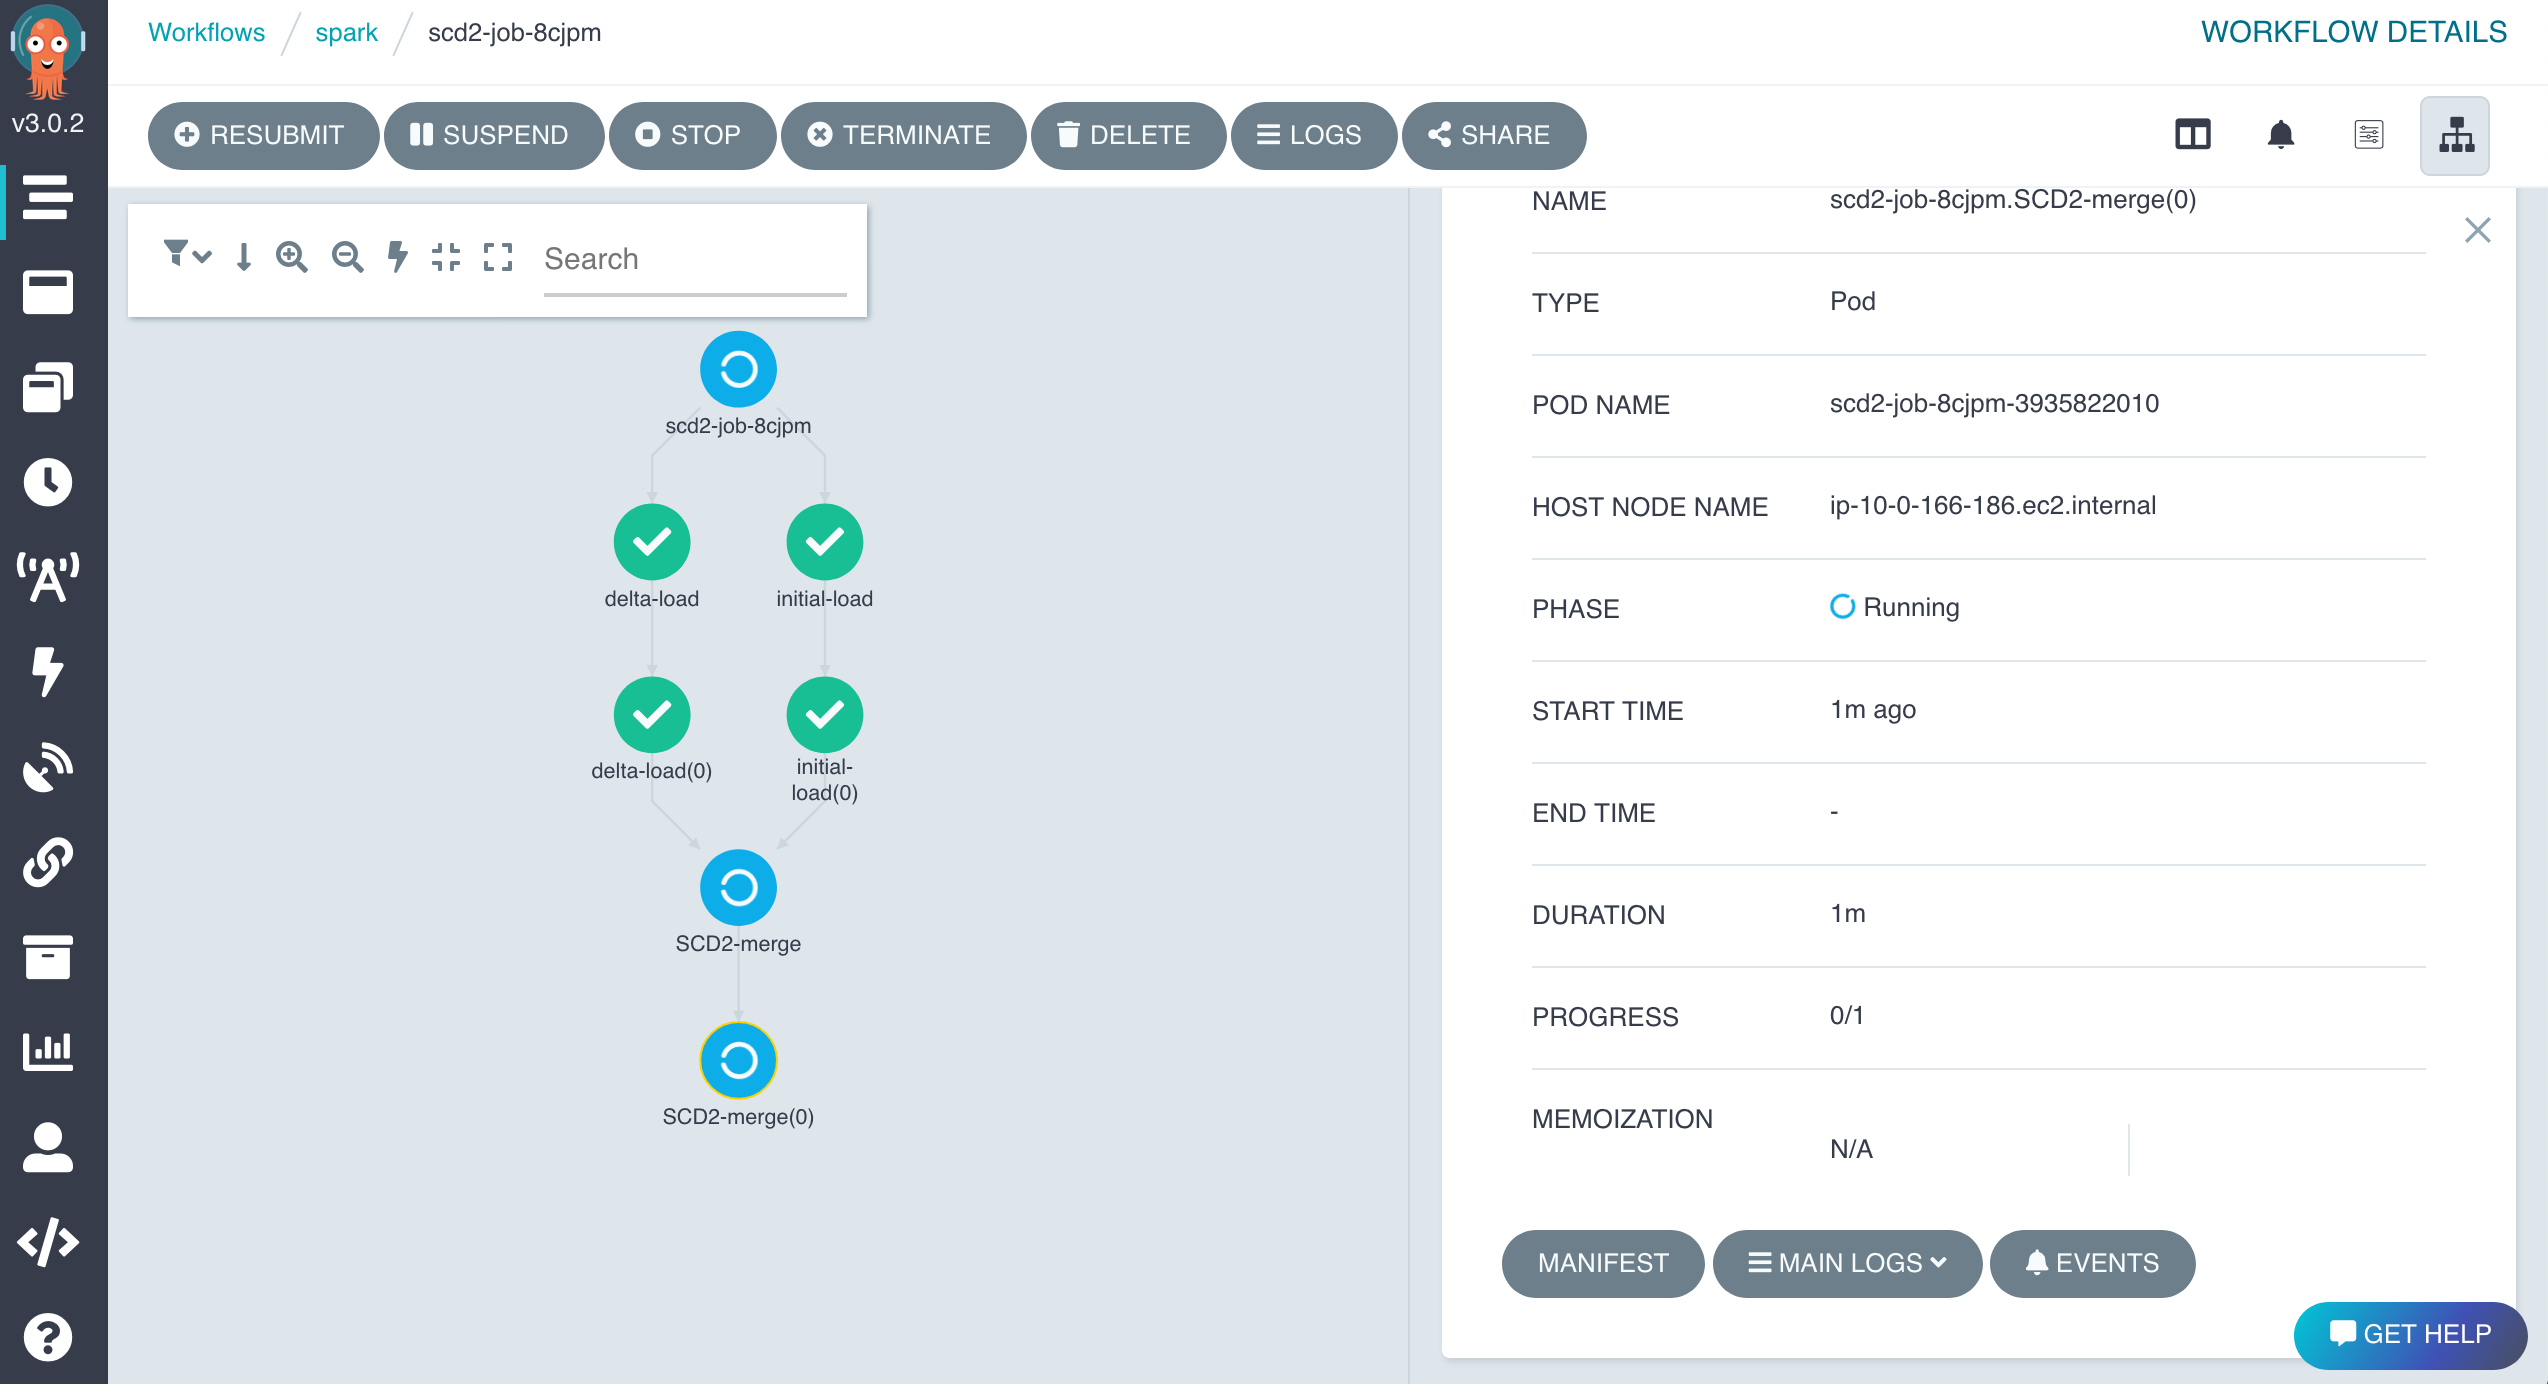 Workflows
spark
scd2-job-8cjpm
WORKFLOW DETAILS
v3.0.2
RESUBMIT
SUSPEND
STOP
TERMINATE
DELETE
LOGS
SHARE
Search
scd2-job-8cjpm
delta-load
initial-load
delta-load(0)
initial-
load(0)
SCD2-merge
SCD2-merge(0)
NAME scd2-job-8cjpm.SCD2-merge(0)
TYPE Pod
POD NAME scd2-job-8cjpm-3935822010
HOST NODE NAME ip-10-0-166-186.ec2.internal
PHASE Running
START TIME 1m ago
END TIME -
DURATION 1m
PROGRESS 0/1
MEMOIZATION
N/A
MANIFEST
MAIN LOGS
EVENTS
GET HELP